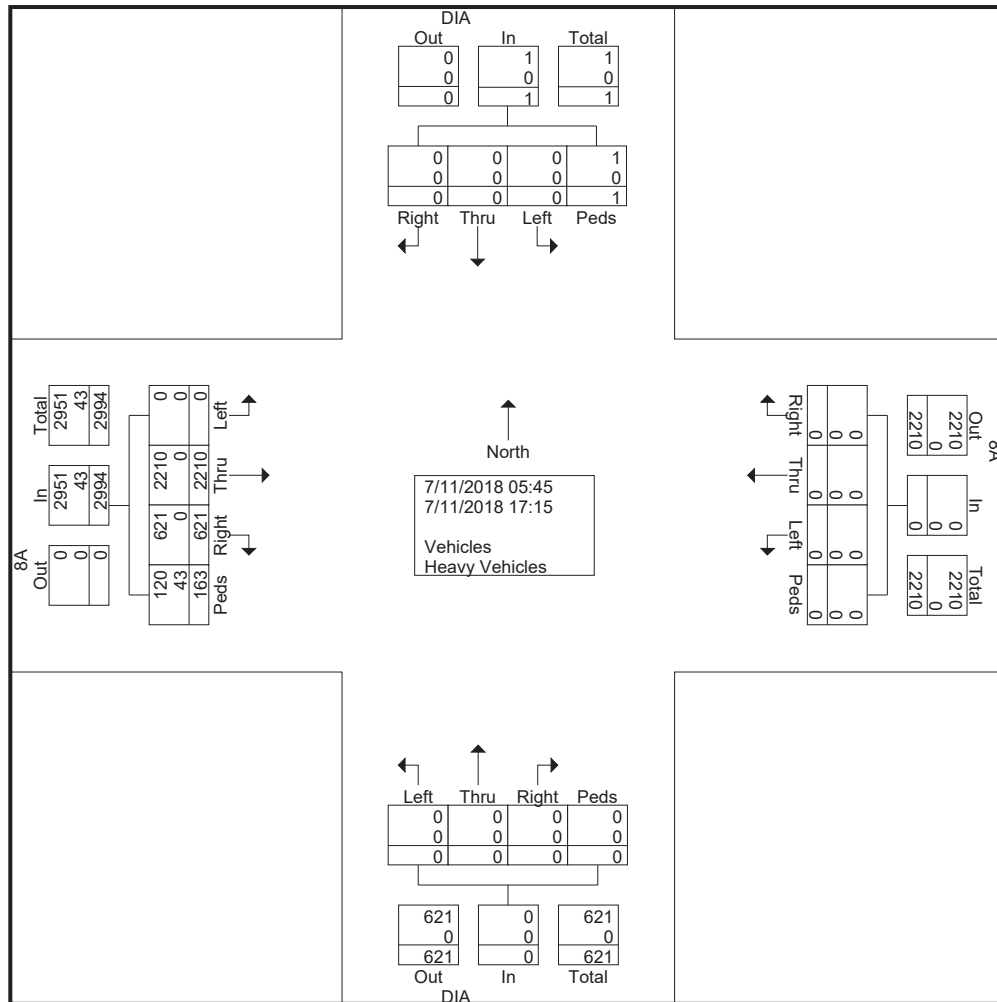 DIA
Out In Total
0 1 1
0 0 0
0 1 1
0 0 0 1
0 0 0 0
0 0 0 1
Right Thru Left Peds
8A
Out In Total
0 2951 2951
0 43 43
0 2994 2994
Left Thru Right Peds
0 2210 621 120
0 0 0 43
0 2210 621 163
North
7/11/2018 05:45
7/11/2018 17:15
Vehicles
Heavy Vehicles
Right Thru Left Peds
0 0 0 0
0 0 0 0
0 0 0 0
8A
Out In Total
2210 0 2210
0 0 0
2210 0 2210
Left Thru Right Peds
0 0 0 0
0 0 0 0
0 0 0 0
621 0 621
0 0 0
621 0 621
Out In Total
DIA